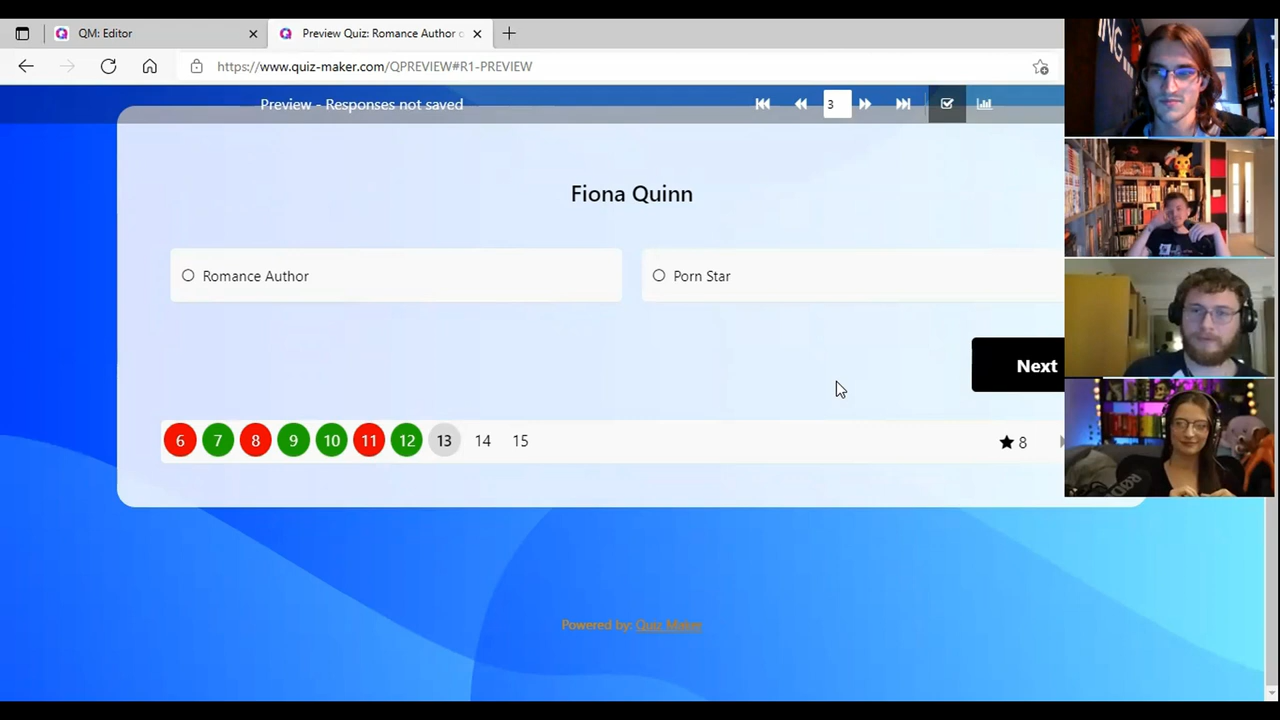 QM: Editor
Preview Quiz: Romance Author
https://www.quiz-maker.com/QPREVIEW#R1-PREVIEW
Preview - Responses not saved
3
Fiona Quinn
Romance Author
Porn Star
Next
6 7 8 9 10 11 12 13 14 15
8
Powered by: Quiz Maker